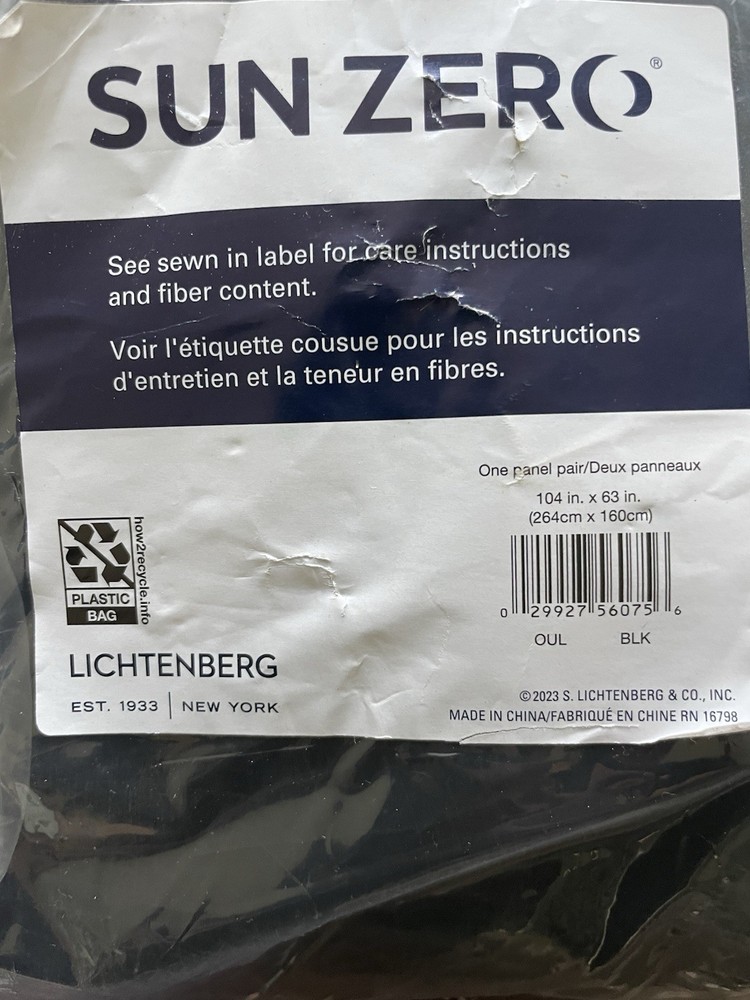 SUN ZERO®
See sewn in label for care instructions
and fiber content.
Voir l'étiquette cousue pour les instructions
d'entretien et la teneur en fibres.
One panel pair/Deux panneaux
104 in. x 63 in.
(264cm x 160cm)
0 29927 56075 6
OUL BLK
how2recycle.info
PLASTIC
BAG
LICHTENBERG
EST. 1933 | NEW YORK
©2023 S. LICHTENBERG & CO., INC.
MADE IN CHINA/FABRIQUÉ EN CHINE RN 16798